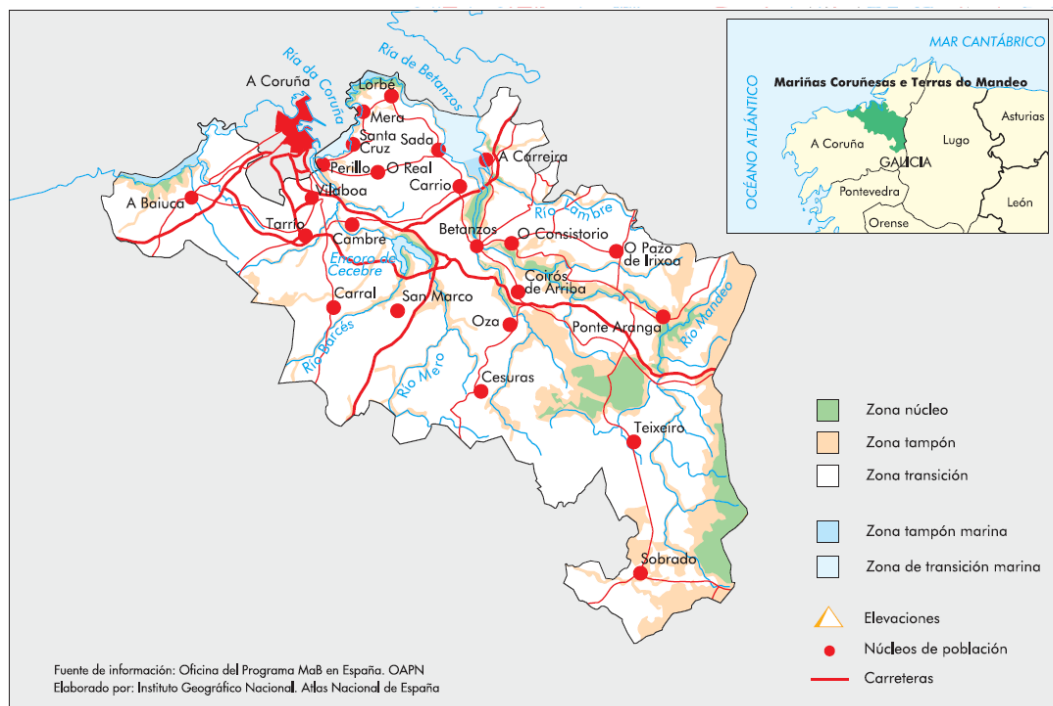 MAR CANTÁBRICO
OCÉANO ATLÁNTICO
Mariñas Coruñesas e Terras do Mandeo
Asturias
Lugo
A Coruña
GALICIA
Pontevedra
León
Orense
Ría de Betanzos
Ría da Coruña
A Coruña
Lorbé
Mera
Santa
Cruz
Sada
A Carreira
Perillo
O Real
Carrio
Vilaboa
A Baiuca
Río Lambre
Tarrio
Cambre
Betanzos
O Consistorio
O Pazo
de Irixoa
Encoro de
Cecebre
Coirós
de Arriba
Carral
San Marco
Oza
Ponte Aranga
Río Mandeo
Río Barcés
Río Mero
Cesuras
Teixeiro
Sobrado
Zona núcleo
Zona tampón
Zona transición
Zona tampón marina
Zona de transición marina
Elevaciones
Núcleos de población
Carreteras
Fuente de información: Oficina del Programa MaB en España. OAPN
Elaborado por: Instituto Geográfico Nacional. Atlas Nacional de España